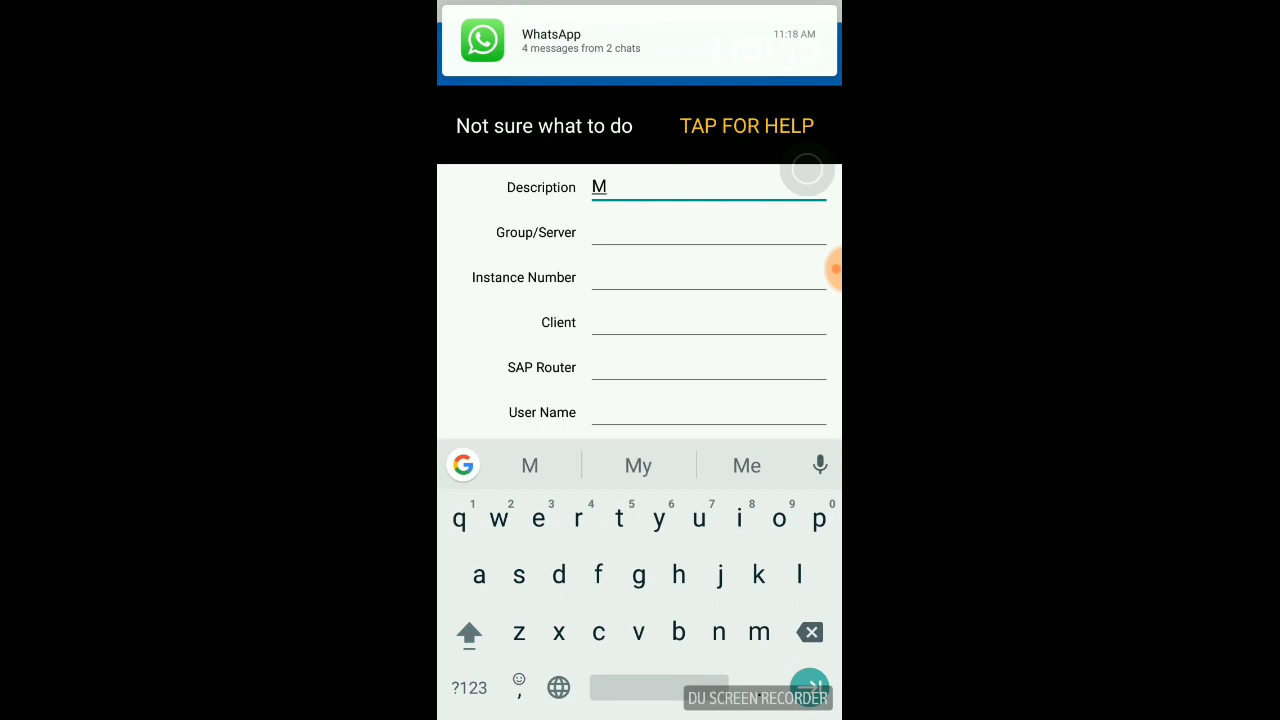 WhatsApp 11:18 AM
4 messages from 2 chats
Not sure what to do TAP FOR HELP
Description M
Group/Server
Instance Number
Client
SAP Router
User Name
G M My Me
1 2 3 4 5 6 7 8 9 0
q w e r t y u i o p
a s d f g h j k l
z x c v b n m
?123 , .
DU SCREEN RECORDER